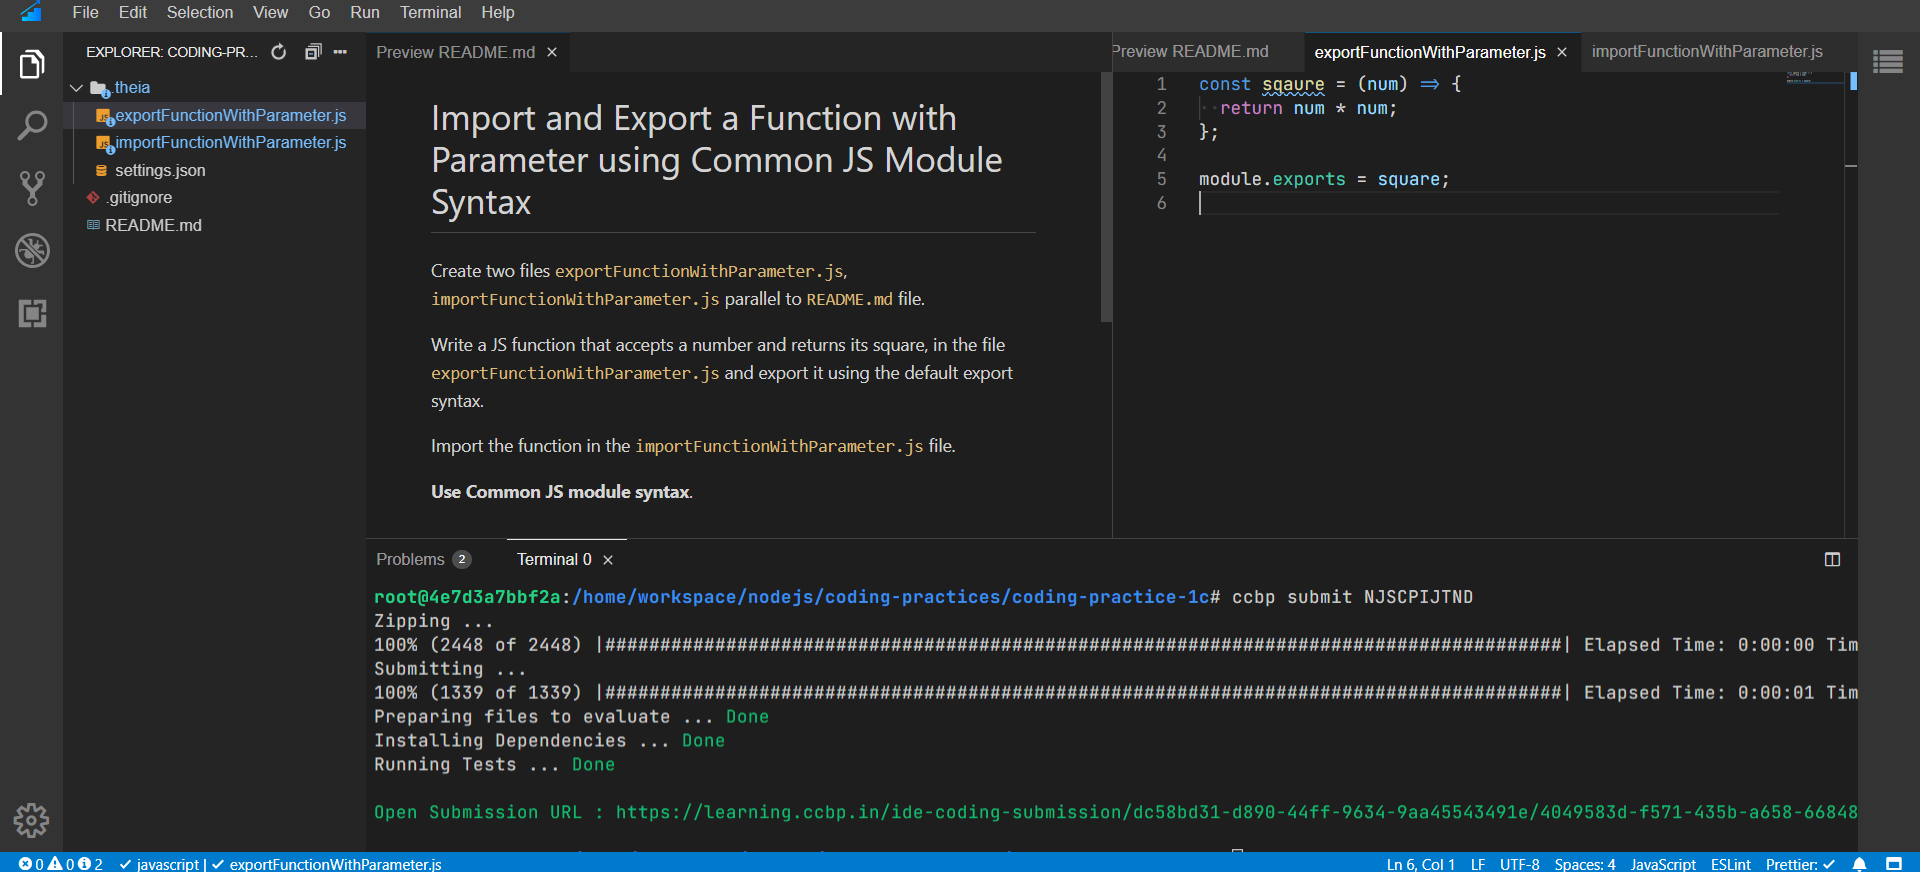 File Edit Selection View Go Run Terminal Help
EXPLORER: CODING-PR...
.theia
exportFunctionWithParameter.js
importFunctionWithParameter.js
settings.json
.gitignore
README.md
Preview README.md
Import and Export a Function with
Parameter using Common JS Module
Syntax
Create two files exportFunctionWithParameter.js,
importFunctionWithParameter.js parallel to README.md file.
Write a JS function that accepts a number and returns its square, in the file
exportFunctionWithParameter.js and export it using the default export
syntax.
Import the function in the importFunctionWithParameter.js file.
Use Common JS module syntax.
Preview README.md exportFunctionWithParameter.js importFunctionWithParameter.js
1 const sqaure = (num) => {
2 return num * num;
3 };
4
5 module.exports = square;
6
Problems 2 Terminal 0
root@4e7d3a7bbf2a:/home/workspace/nodejs/coding-practices/coding-practice-1c# ccbp submit NJSCPIJTND
Zipping ...
100% (2448 of 2448) |#######################################################################################| Elapsed Time: 0:00:00 Tim
Submitting ...
100% (1339 of 1339) |#######################################################################################| Elapsed Time: 0:00:01 Tim
Preparing files to evaluate ... Done
Installing Dependencies ... Done
Running Tests ... Done
Open Submission URL : https://learning.ccbp.in/ide-coding-submission/dc58bd31-d890-44ff-9634-9aa45543491e/4049583d-f571-435b-a658-66848
0 0 2 javascript | exportFunctionWithParameter.js Ln 6, Col 1 LF UTF-8 Spaces: 4 JavaScript ESLint Prettier: